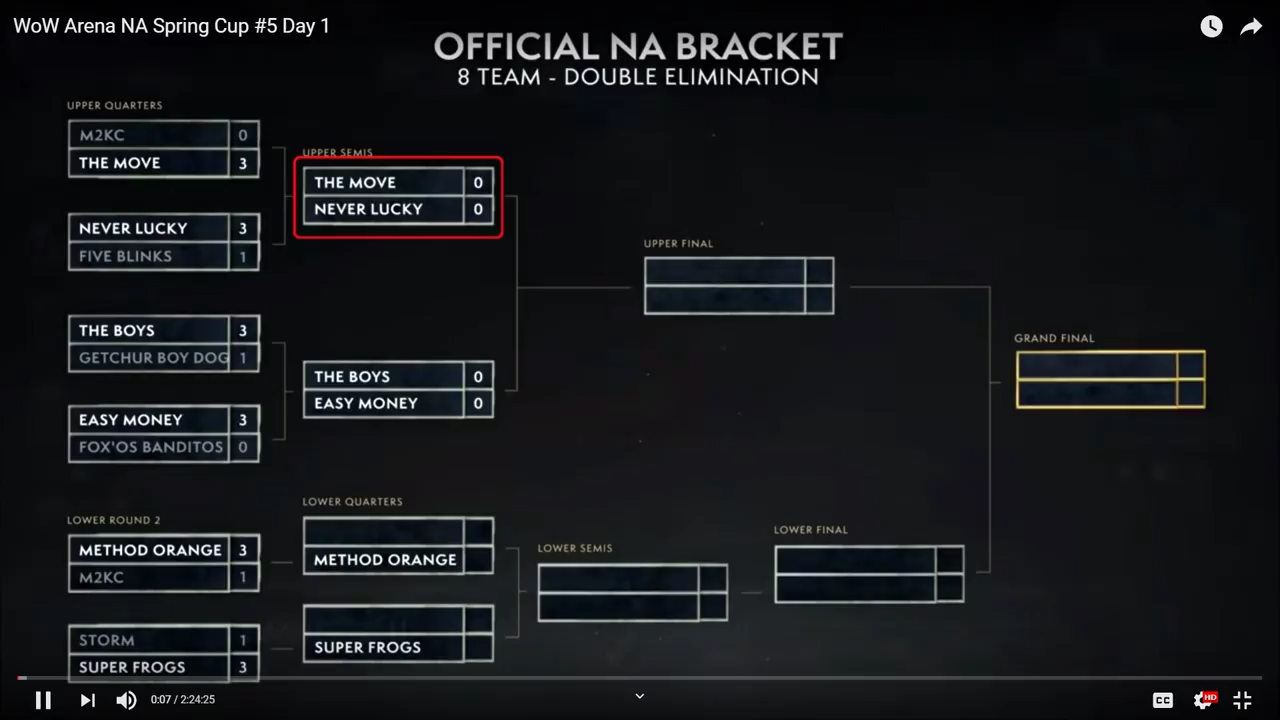 WoW Arena NA Spring Cup #5 Day 1
OFFICIAL NA BRACKET
8 TEAM - DOUBLE ELIMINATION
UPPER QUARTERS
M2KC 0
THE MOVE 3
NEVER LUCKY 3
FIVE BLINKS 1
THE BOYS 3
GETCHUR BOY DOG 1
EASY MONEY 3
FOX'OS BANDITOS 0
UPPER SEMIS
THE MOVE 0
NEVER LUCKY 0
THE BOYS 0
EASY MONEY 0
UPPER FINAL
GRAND FINAL
LOWER ROUND 2
METHOD ORANGE 3
M2KC 1
STORM 1
SUPER FROGS 3
LOWER QUARTERS
METHOD ORANGE
SUPER FROGS
LOWER SEMIS
LOWER FINAL
0:07 / 2:24:25
CC
HD